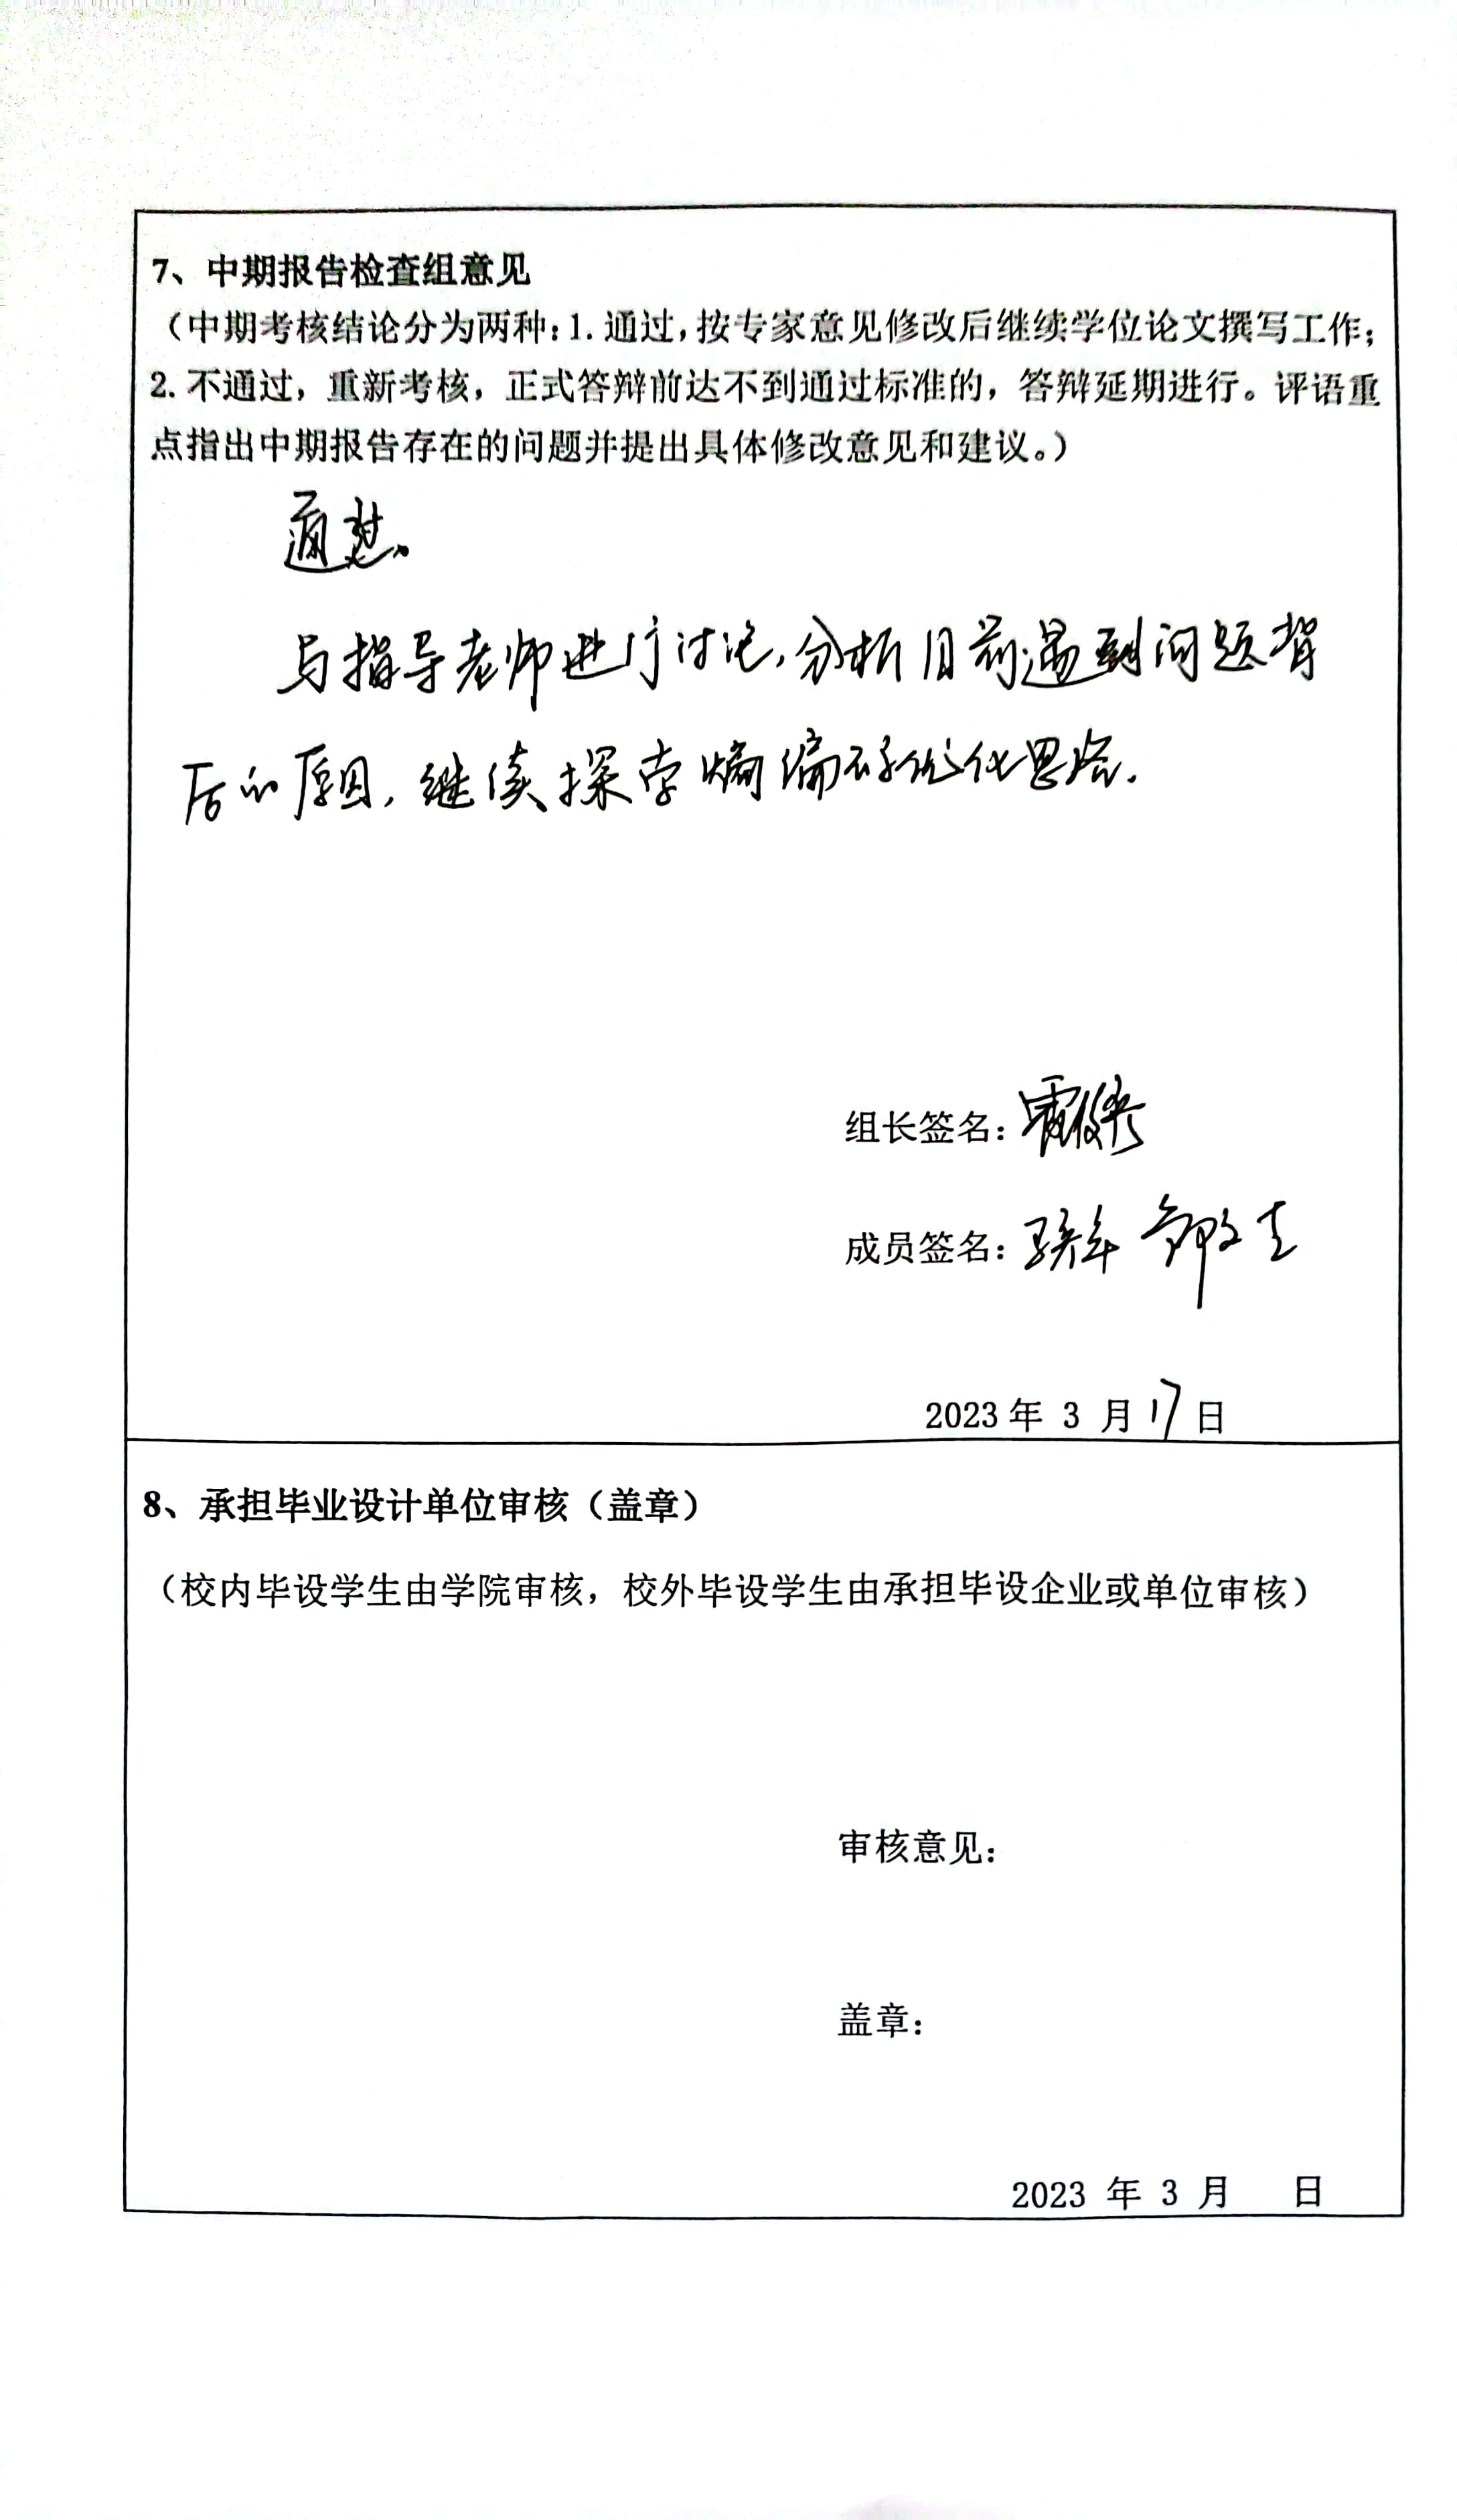 7、中期报告检查组意见
（中期考核结论分为两种：1.通过，按专家意见修改后继续学位论文撰写工作；
2.不通过，重新考核，正式答辩前达不到通过标准的，答辩延期进行。评语重
点指出中期报告存在的问题并提出具体修改意见和建议。）
通过。
与指导老师进行讨论，分析目前遇到问题背
后的原因，继续探索熵编码优化思路.
组长签名：
成员签名：
2023年 3 月17日
8、承担毕业设计单位审核（盖章）
（校内毕设学生由学院审核，校外毕设学生由承担毕设企业或单位审核）
审核意见：
盖章：
2023 年 3 月 日